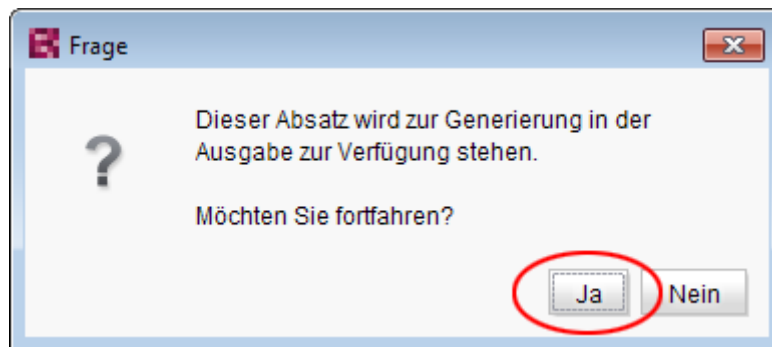 Frage
Dieser Absatz wird zur Generierung in der
Ausgabe zur Verfügung stehen.
Möchten Sie fortfahren?
Ja Nein